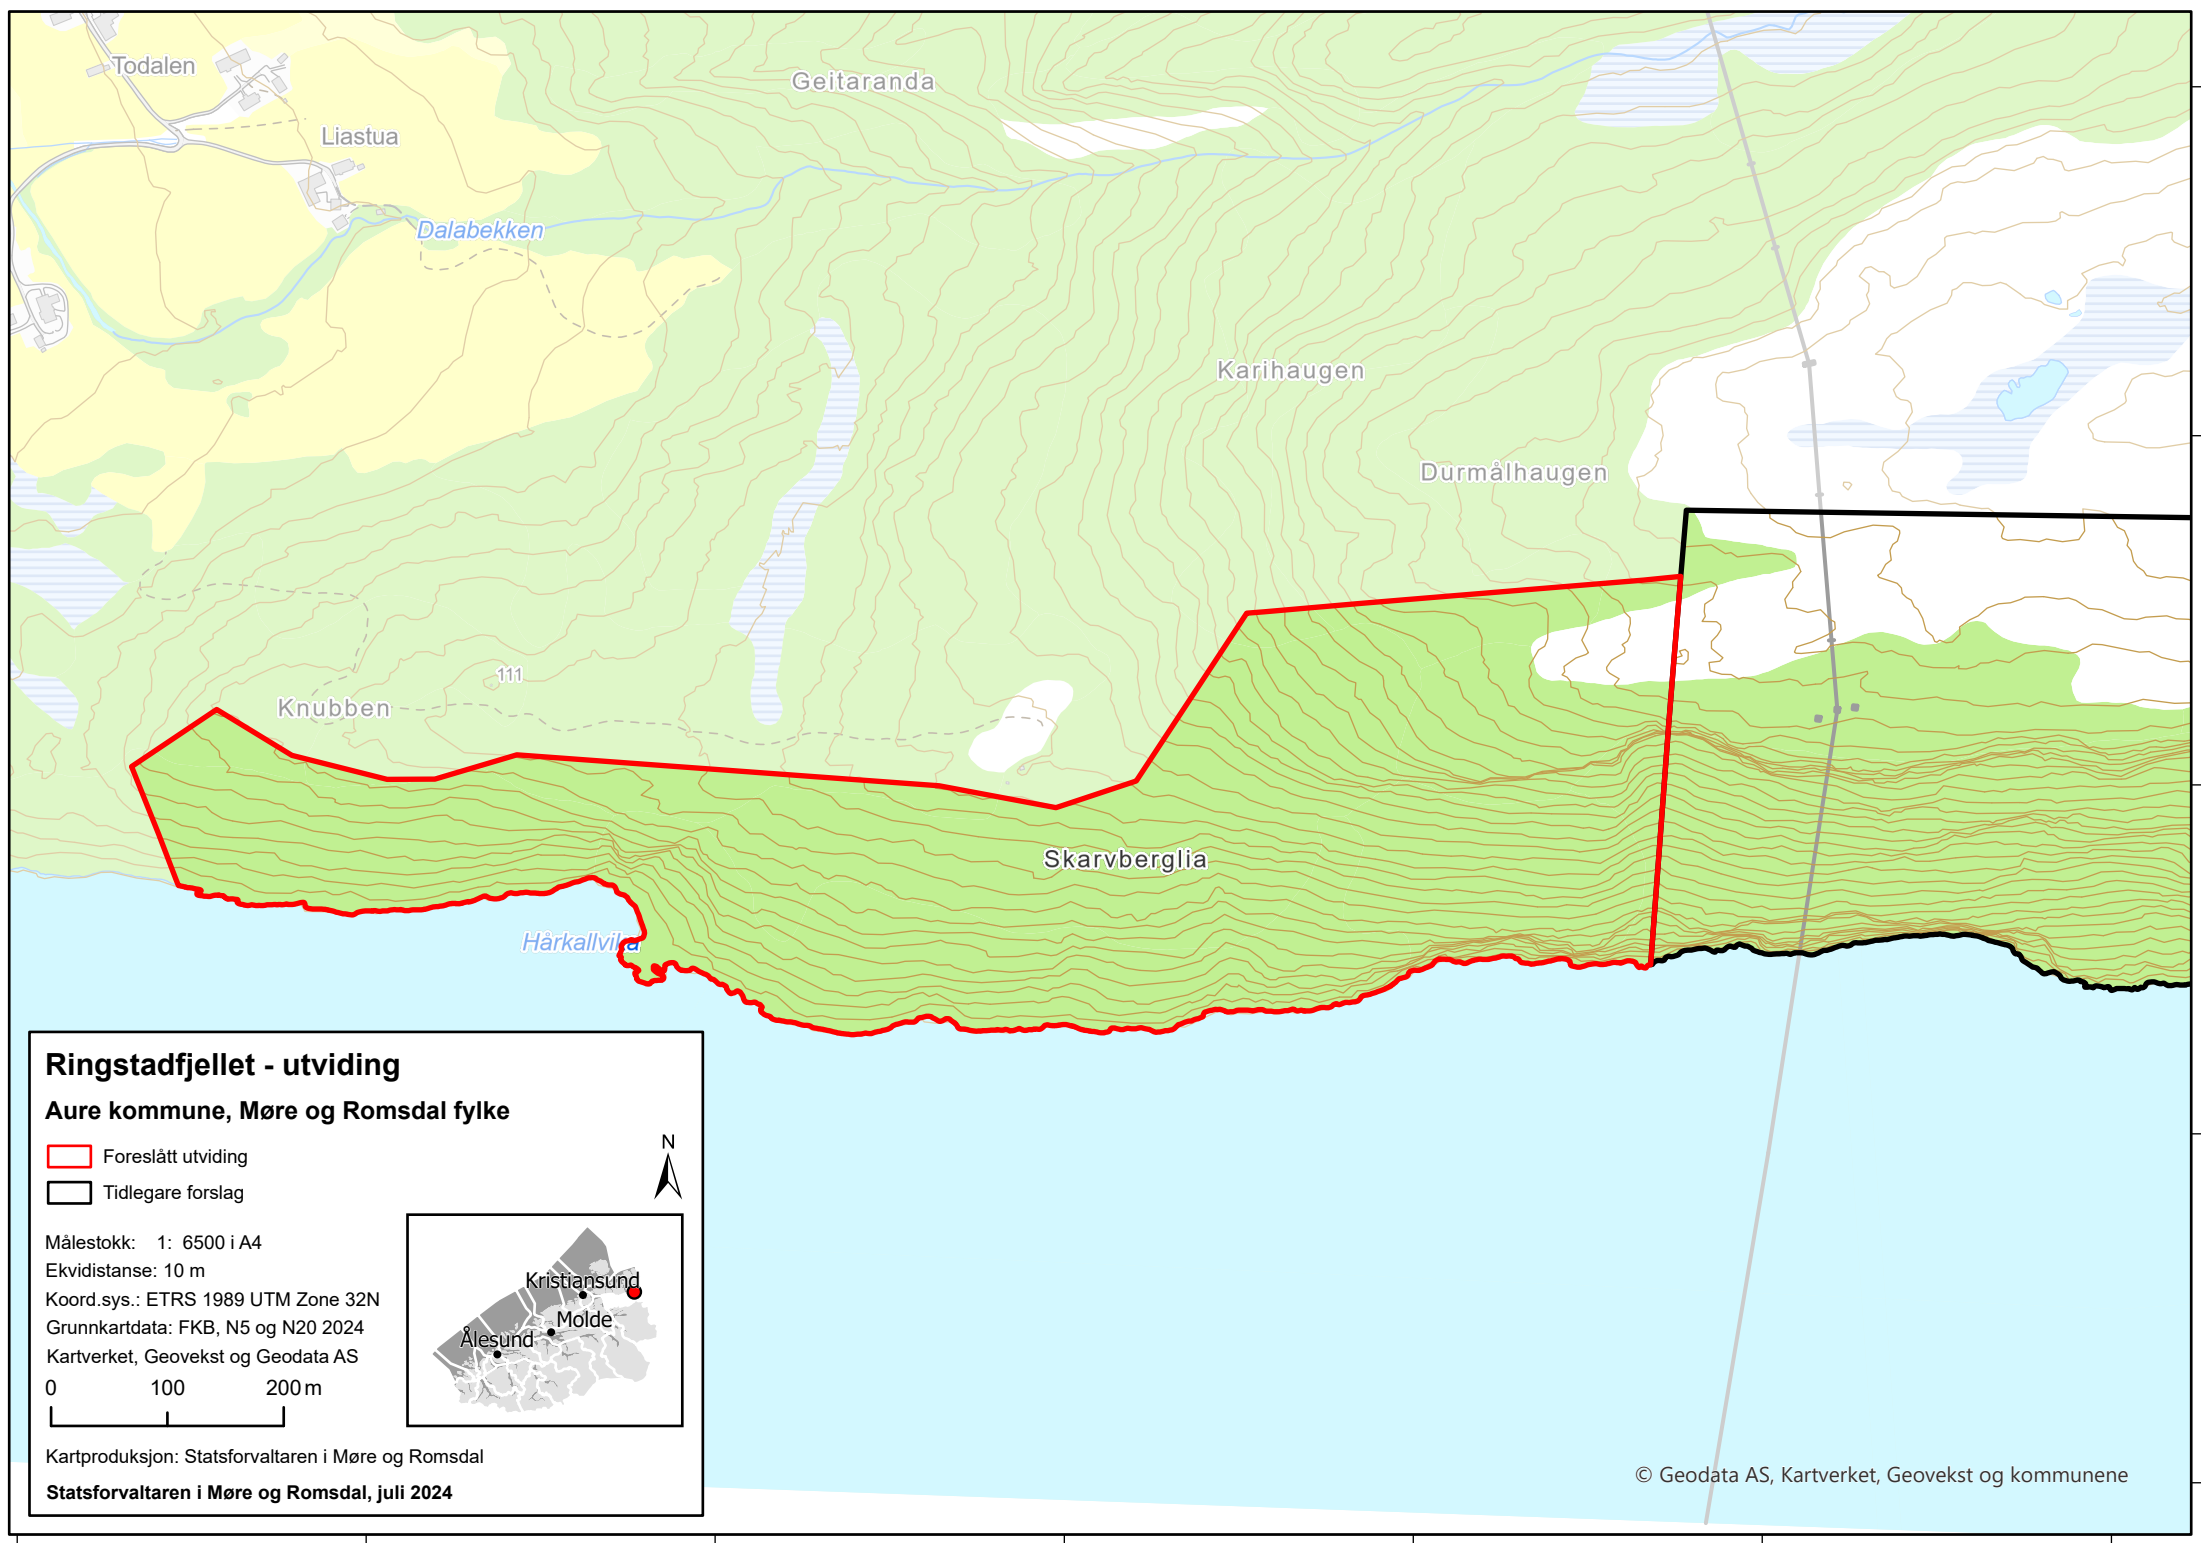 Todalen
Geitaranda
Liastua
Dalabekken
Karihaugen
Durmålhaugen
111
Knubben
Skarvberglia
Hårkallvika
Ringstadfjellet - utviding
Aure kommune, Møre og Romsdal fylke
N
Foreslått utviding
Tidlegare forslag
Målestokk: 1: 6500 i A4
Ekvidistanse: 10 m
Koord.sys.: ETRS 1989 UTM Zone 32N
Grunnkartdata: FKB, N5 og N20 2024
Kartverket, Geovekst og Geodata AS
0 100 200 m
Kristiansund
Molde
Ålesund
Kartproduksjon: Statsforvaltaren i Møre og Romsdal
Statsforvaltaren i Møre og Romsdal, juli 2024
© Geodata AS, Kartverket, Geovekst og kommunene